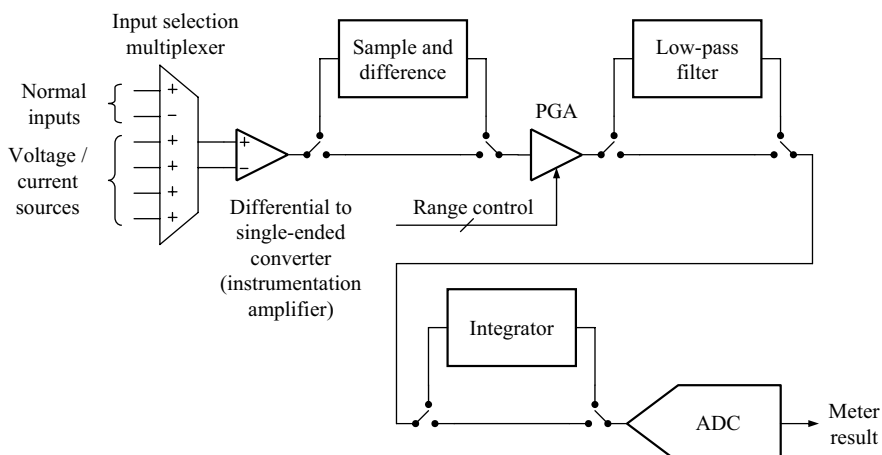 Input selection
multiplexer
Normal
inputs
Voltage /
current
sources
+
−
+
+
+
+
+
−
Differential to
single-ended
converter
(instrumentation
amplifier)
Sample and
difference
PGA
Range control
Low-pass
filter
Integrator
ADC
Meter
result